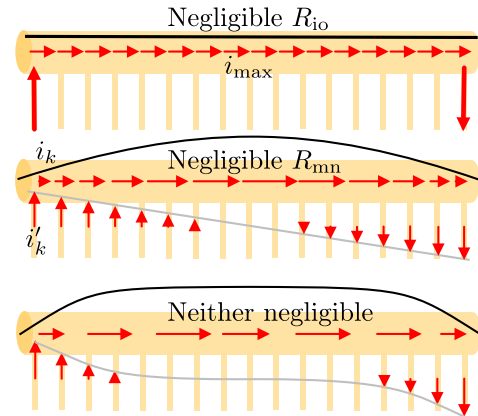 Negligible R_io
i_max
i_k
Negligible R_mn
i'_k
Neither negligible